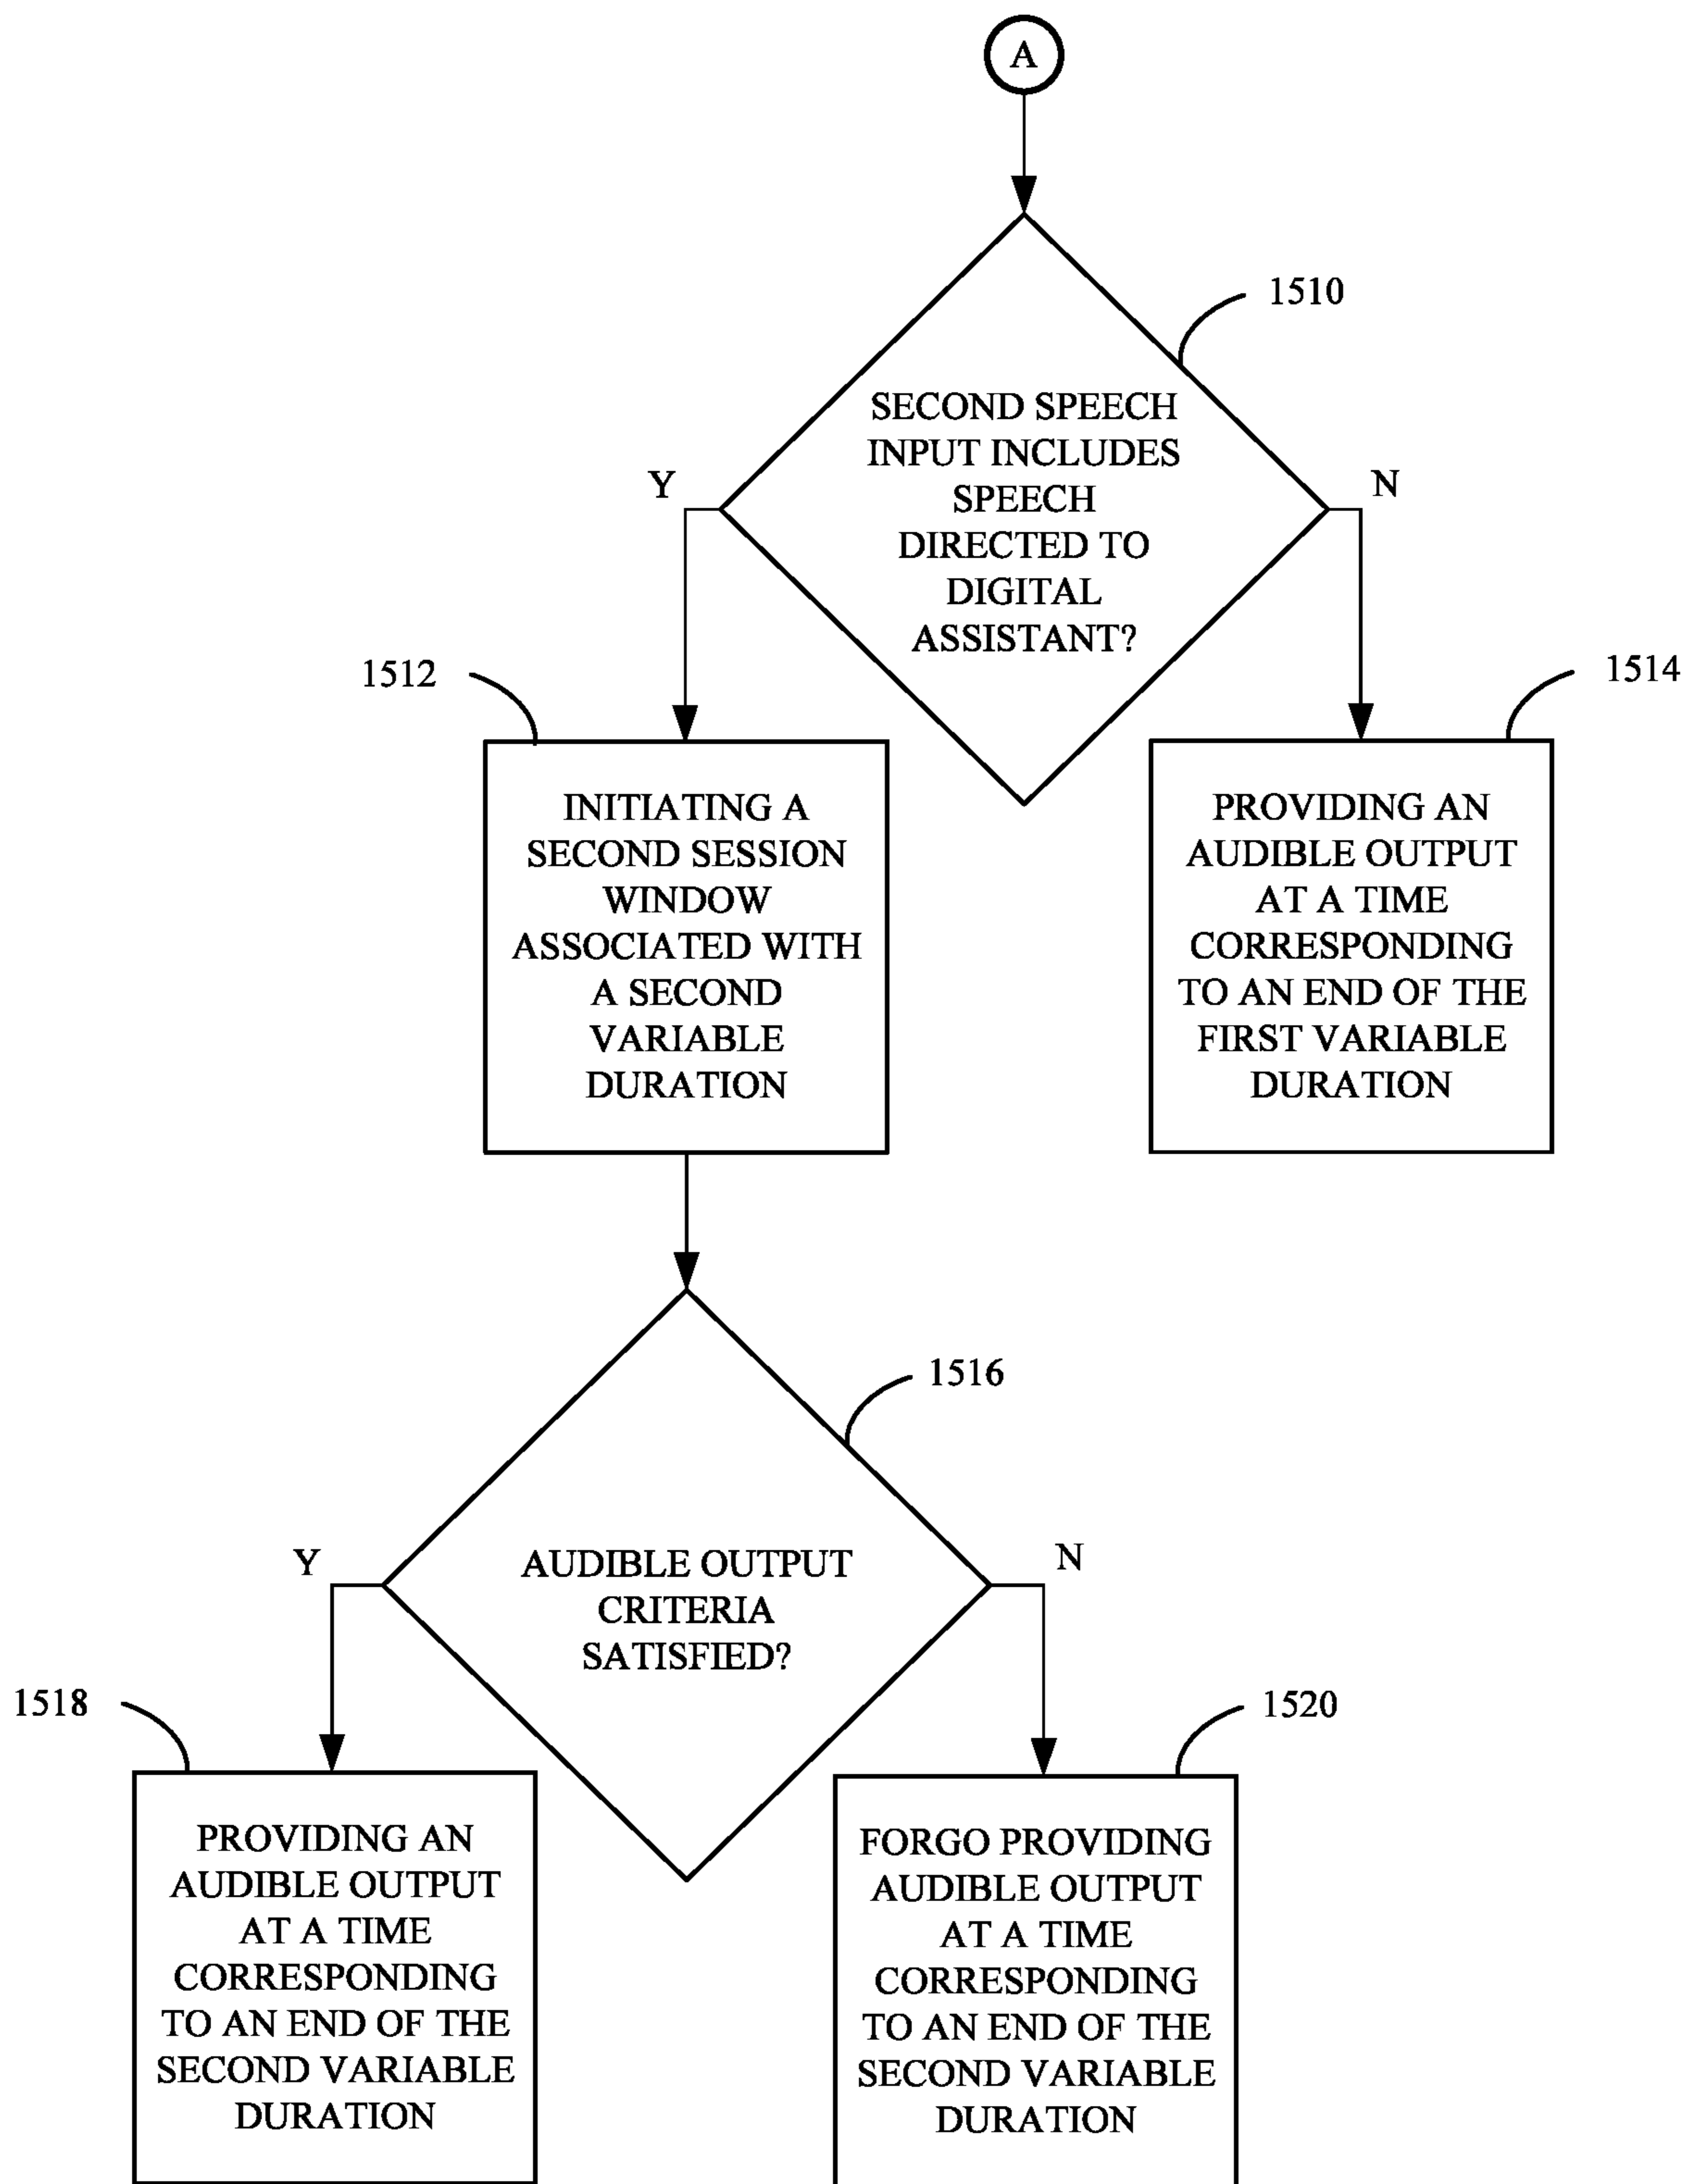 A
1510
SECOND SPEECH
INPUT INCLUDES
SPEECH
DIRECTED TO
DIGITAL
ASSISTANT?
Y
N
1512
INITIATING A
SECOND SESSION
WINDOW
ASSOCIATED WITH
A SECOND
VARIABLE
DURATION
1514
PROVIDING AN
AUDIBLE OUTPUT
AT A TIME
CORRESPONDING
TO AN END OF THE
FIRST VARIABLE
DURATION
1516
AUDIBLE OUTPUT
CRITERIA
SATISFIED?
Y
N
1518
PROVIDING AN
AUDIBLE OUTPUT
AT A TIME
CORRESPONDING
TO AN END OF THE
SECOND VARIABLE
DURATION
1520
FORGO PROVIDING
AUDIBLE OUTPUT
AT A TIME
CORRESPONDING
TO AN END OF THE
SECOND VARIABLE
DURATION